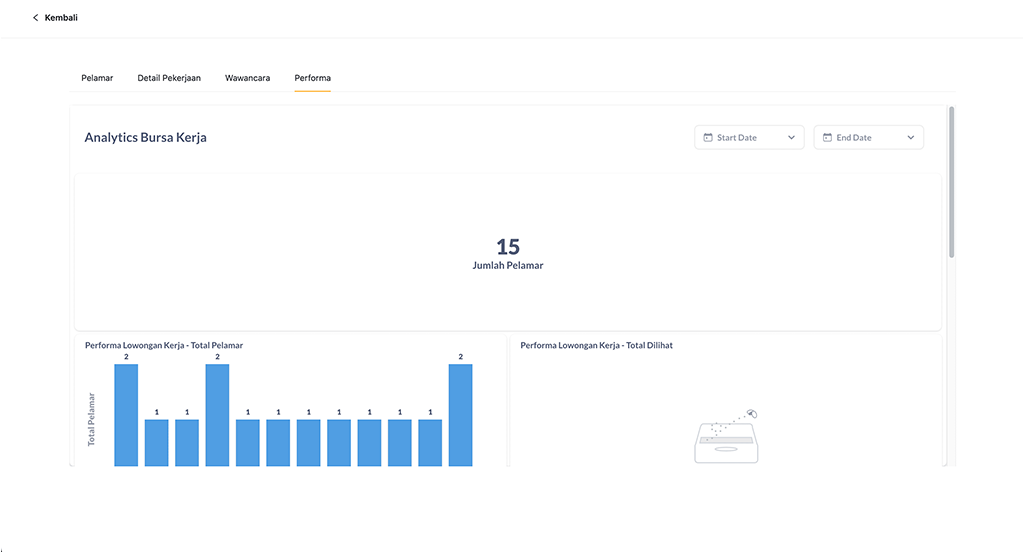 Kembali
Pelamar Detail Pekerjaan Wawancara Performa
Analytics Bursa Kerja
Start Date
End Date
15
Jumlah Pelamar
Performa Lowongan Kerja - Total Pelamar
Total Pelamar
2 1 1 2 1 1 1 1 1 1 1 2
Performa Lowongan Kerja - Total Dilihat